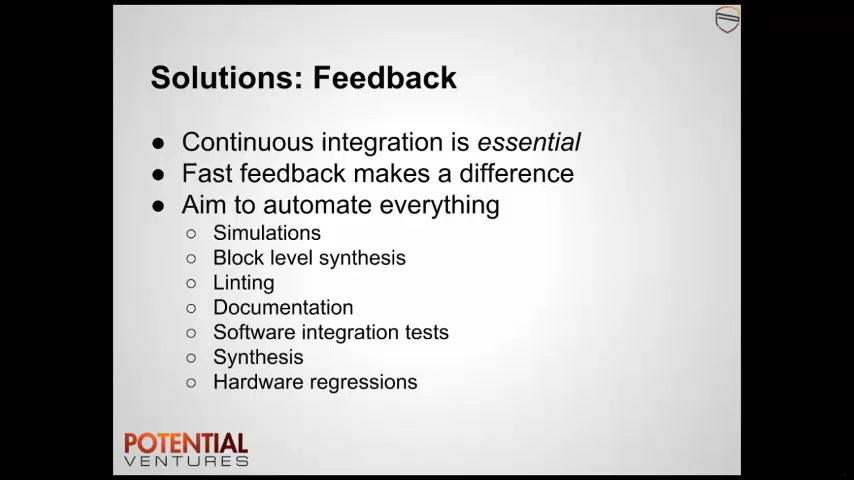 Solutions: Feedback
● Continuous integration is essential
● Fast feedback makes a difference
● Aim to automate everything
○ Simulations
○ Block level synthesis
○ Linting
○ Documentation
○ Software integration tests
○ Synthesis
○ Hardware regressions
POTENTIAL
VENTURES